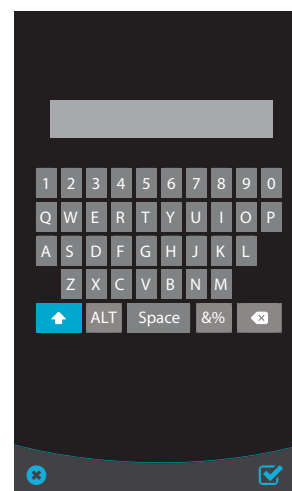 1 2 3 4 5 6 7 8 9 0
Q W E R T Y U I O P
A S D F G H J K L
Z X C V B N M
ALT Space &%